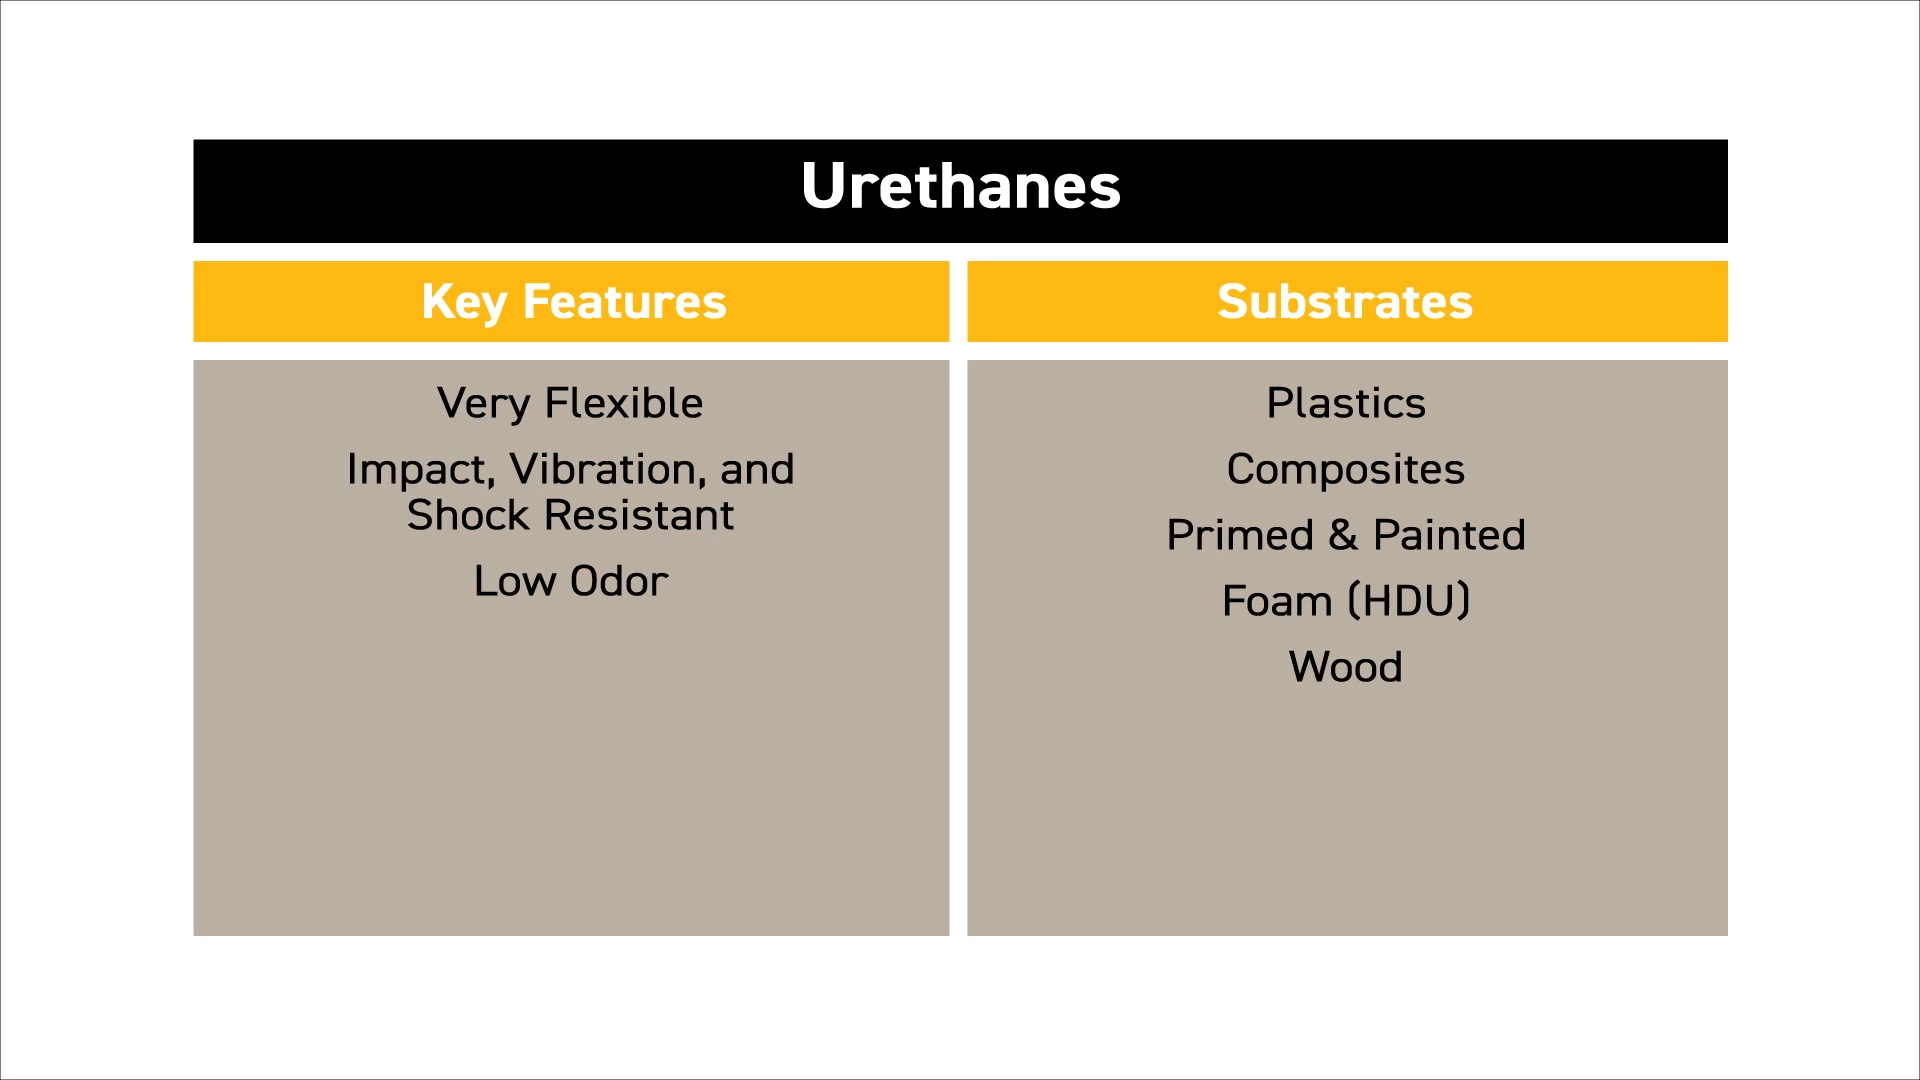 Urethanes
Key Features
Substrates
Very Flexible
Impact, Vibration, and
Shock Resistant
Low Odor
Plastics
Composites
Primed & Painted
Foam (HDU)
Wood